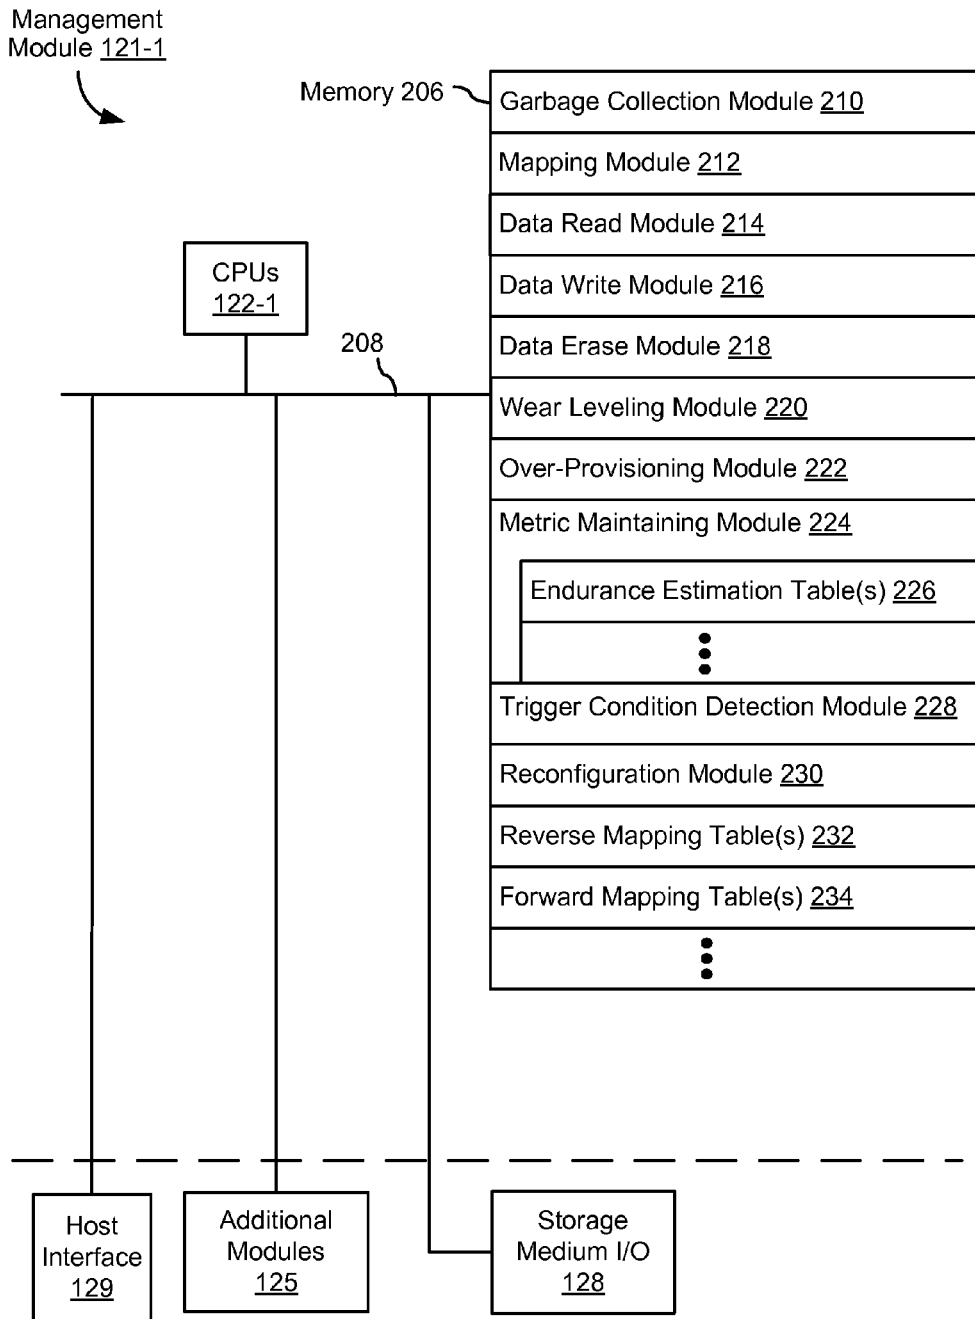 Management
Module 121-1
Memory 206
Garbage Collection Module 210
Mapping Module 212
Data Read Module 214
Data Write Module 216
Data Erase Module 218
Wear Leveling Module 220
Over-Provisioning Module 222
Metric Maintaining Module 224
Endurance Estimation Table(s) 226
Trigger Condition Detection Module 228
Reconfiguration Module 230
Reverse Mapping Table(s) 232
Forward Mapping Table(s) 234
CPUs
122-1
208
Host
Interface
129
Additional
Modules
125
Storage
Medium I/O
128